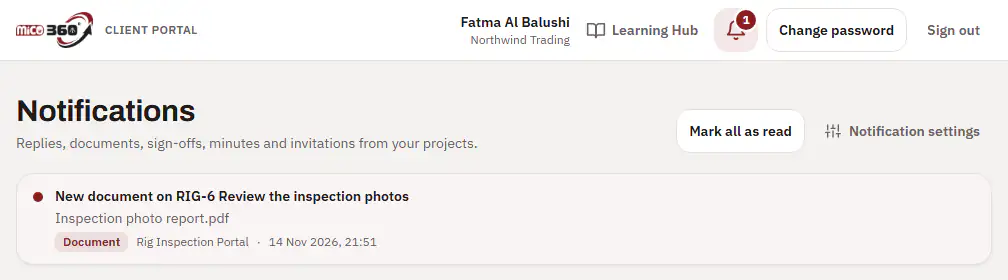 MiCO 360°
CLIENT PORTAL
Fatma Al Balushi
Northwind Trading
Learning Hub
1
Change password
Sign out
Notifications
Replies, documents, sign-offs, minutes and invitations from your projects.
Mark all as read
Notification settings
New document on RIG-6 Review the inspection photos
Inspection photo report.pdf
Document Rig Inspection Portal · 14 Nov 2026, 21:51